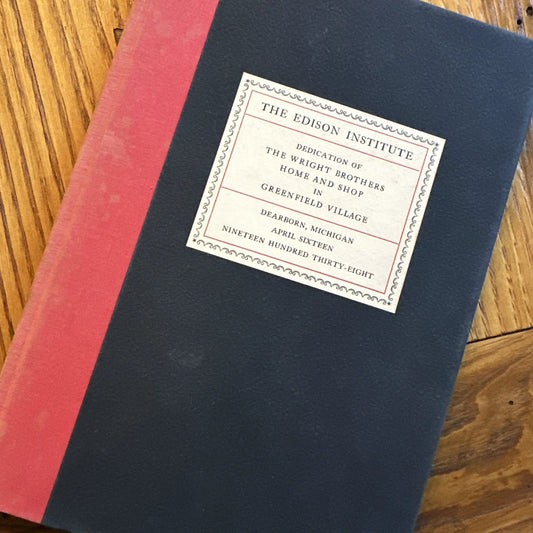 THE EDISON INSTITUTE
DEDICATION OF
THE WRIGHT BROTHERS
HOME AND SHOP
IN
GREENFIELD VILLAGE
DEARBORN, MICHIGAN
APRIL SIXTEEN
NINETEEN HUNDRED THIRTY-EIGHT